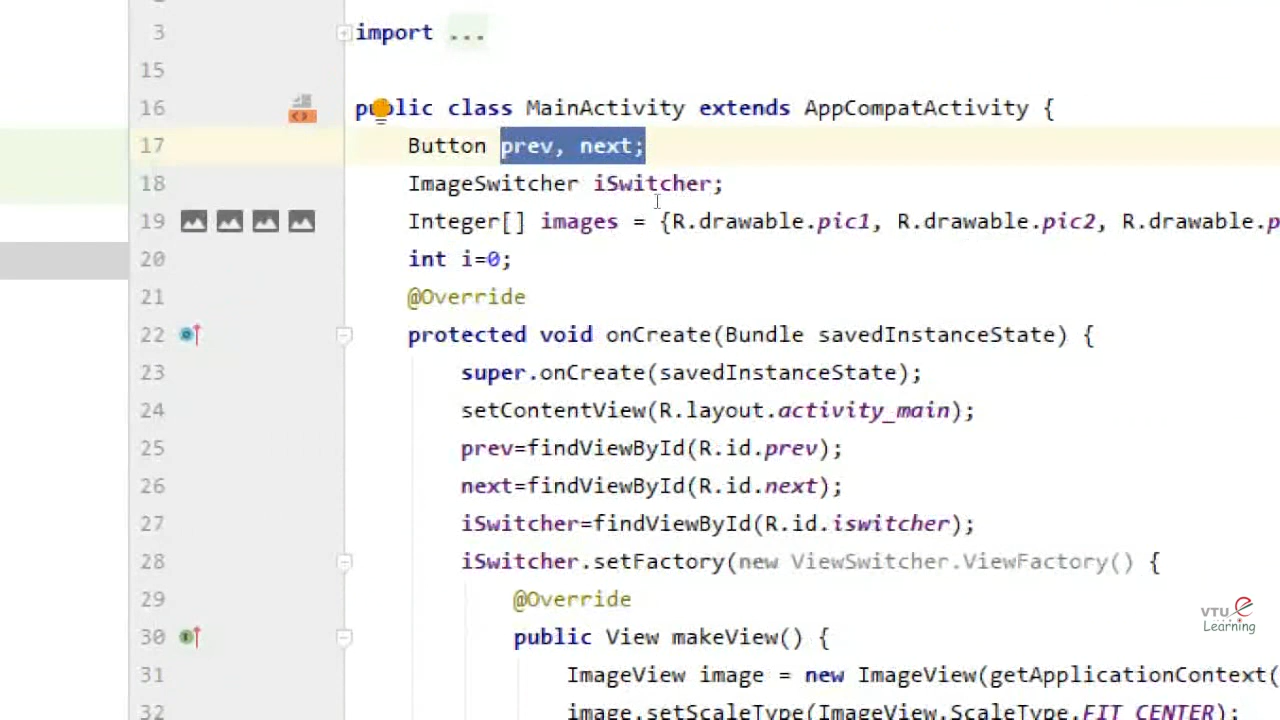 3 import ...
15
16 public class MainActivity extends AppCompatActivity {
17 Button prev, next;
18 ImageSwitcher iSwitcher;
19 Integer[] images = {R.drawable.pic1, R.drawable.pic2, R.drawable.p
20 int i=0;
21 @Override
22 protected void onCreate(Bundle savedInstanceState) {
23 super.onCreate(savedInstanceState);
24 setContentView(R.layout.activity_main);
25 prev=findViewById(R.id.prev);
26 next=findViewById(R.id.next);
27 iSwitcher=findViewById(R.id.iswitcher);
28 iSwitcher.setFactory(new ViewSwitcher.ViewFactory() {
29 @Override
30 public View makeView() {
31 ImageView image = new ImageView(getApplicationContext(
32 image.setScaleType(ImageView.ScaleType.FIT_CENTER);
VTU e
Learning